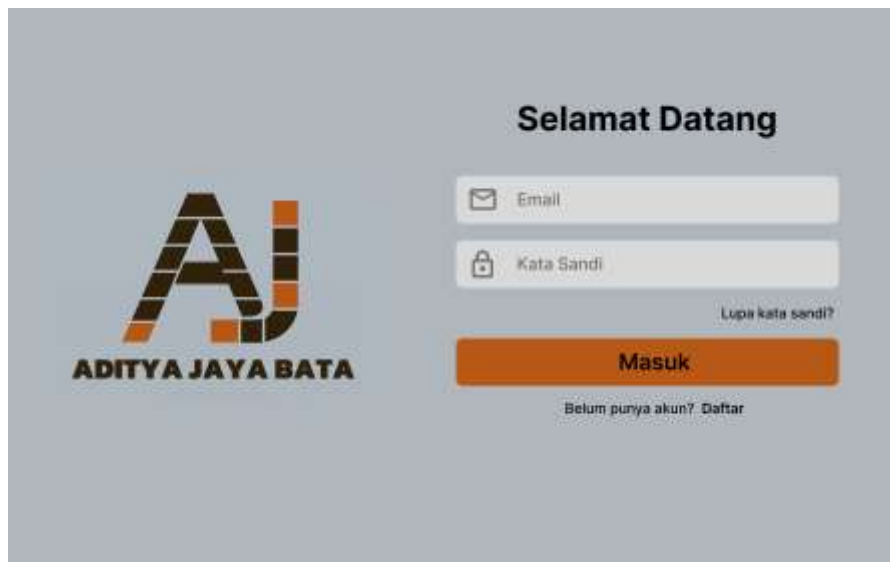 AJ
ADITYA JAYA BATA
Selamat Datang
Email
Kata Sandi
Lupa kata sandi?
Masuk
Belum punya akun? Daftar